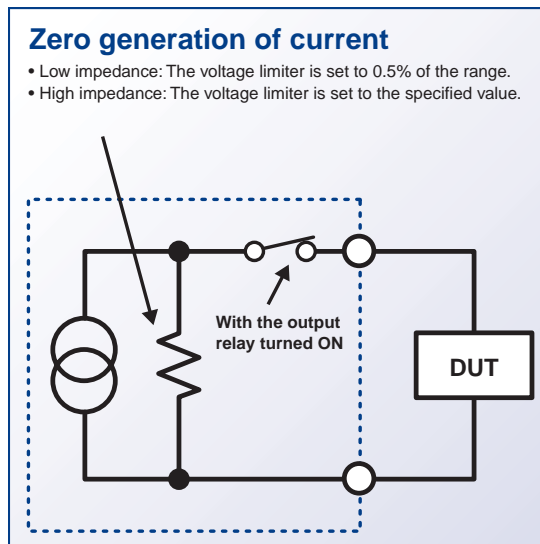 Zero generation of current
• Low impedance: The voltage limiter is set to 0.5% of the range.
• High impedance: The voltage limiter is set to the specified value.
With the output
relay turned ON
DUT